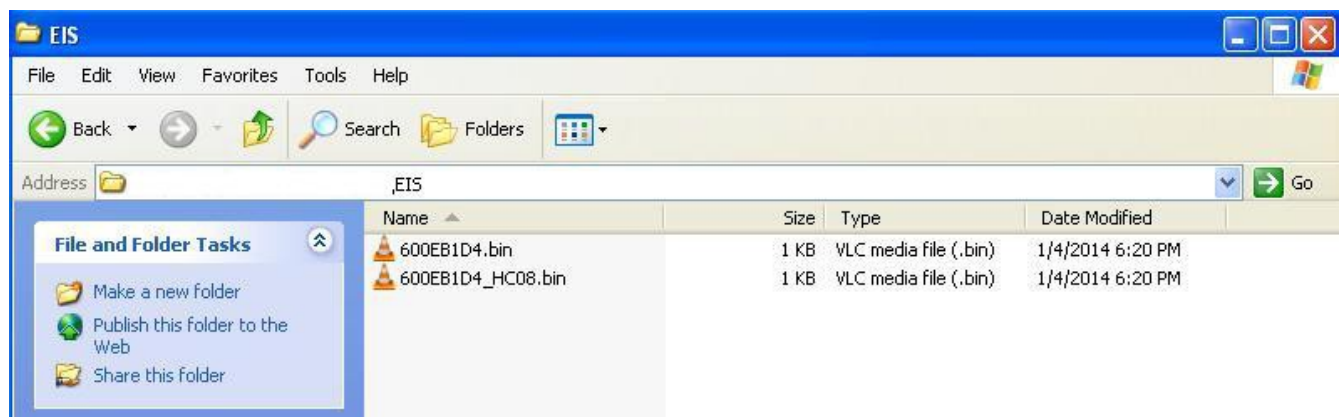 EIS
File Edit View Favorites Tools Help
Back Search Folders
Address ,EIS Go
Name Size Type Date Modified
File and Folder Tasks
600EB1D4.bin 1 KB VLC media file (.bin) 1/4/2014 6:20 PM
600EB1D4_HC08.bin 1 KB VLC media file (.bin) 1/4/2014 6:20 PM
Make a new folder
Publish this folder to the
Web
Share this folder